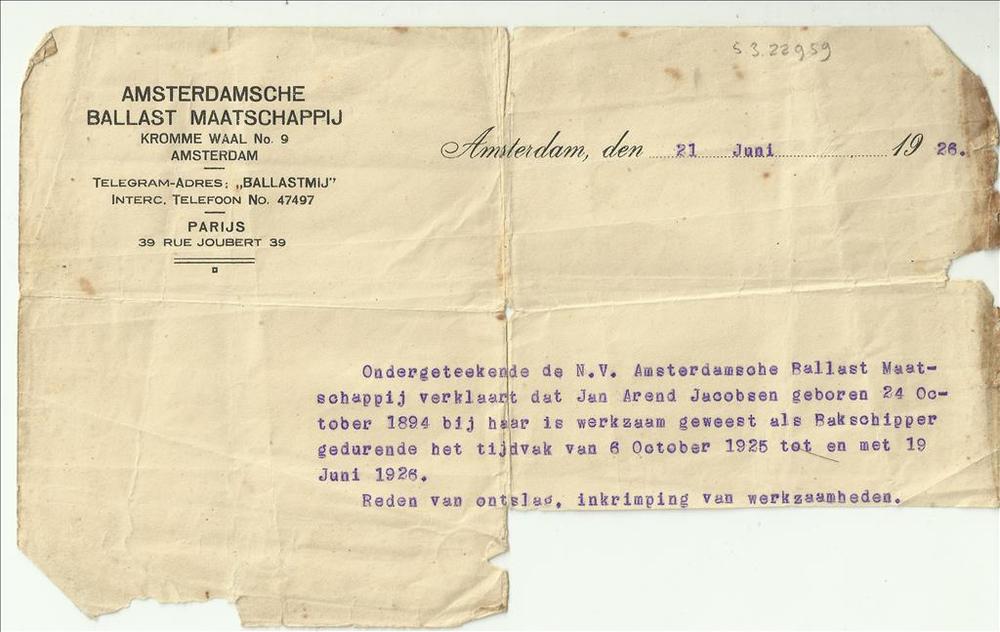 53.22959
AMSTERDAMSCHE
BALLAST MAATSCHAPPIJ
KROMME WAAL No. 9
AMSTERDAM
TELEGRAM-ADRES: „BALLASTMIJ"
INTERC. TELEFOON No. 47497
PARIJS
39 RUE JOUBERT 39
Amsterdam, den 21 Juni 19 26.
Ondergeteekende de N.V. Amsterdamsche Ballast Maat-
schappij verklaart dat Jan Arend Jacobsen geboren 24 Oc-
tober 1894 bij haar is werkzaam geweest als Bakschipper
gedurende het tijdvak van 6 October 1925 tot en met 19
Juni 1926.
Reden van ontslag, inkrimping van werkzaamheden.